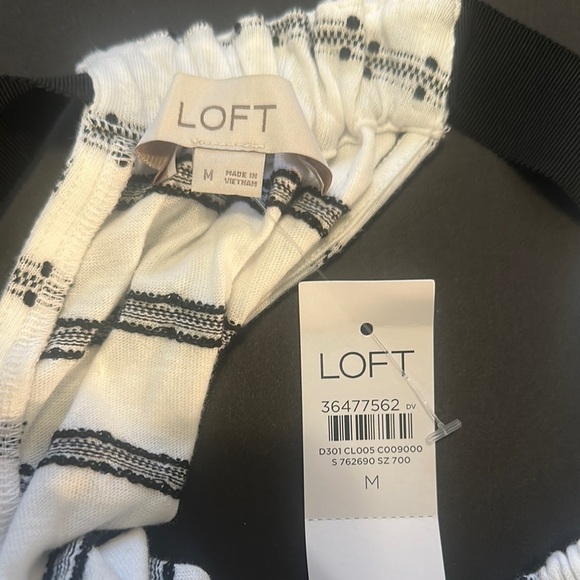 LOFT
M
MADE IN
VIETNAM
LOFT
36477562 DV
D301 CL005 C009000
S 762690 SZ 700
M